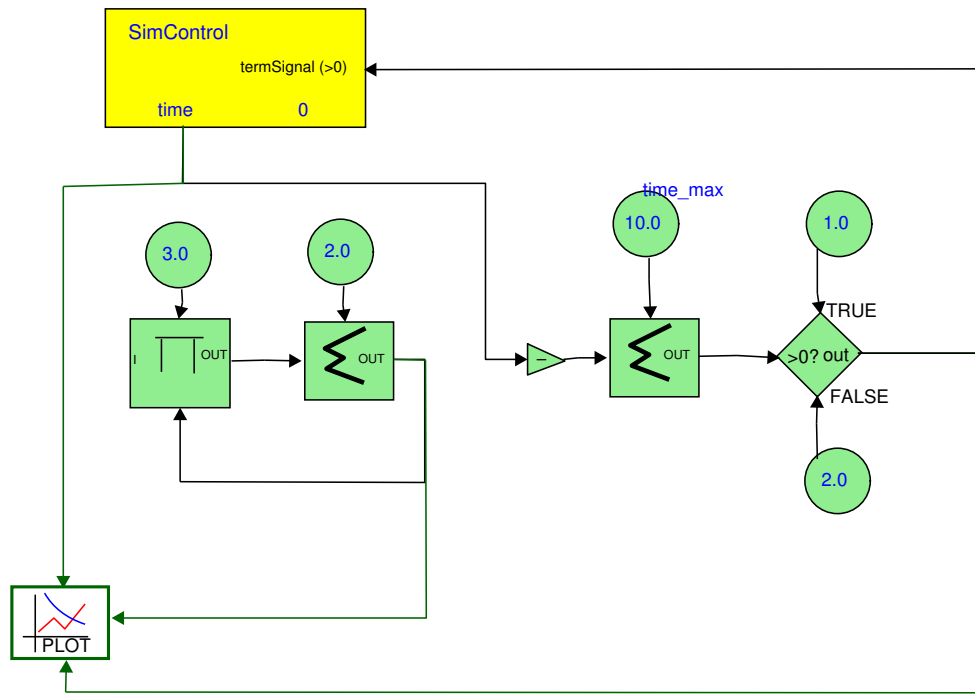 SimControl
termSignal (>0)
time 0
time_max
3.0
2.0
10.0
1.0
I
OUT
OUT
–
OUT
TRUE
>0? out
FALSE
2.0
PLOT